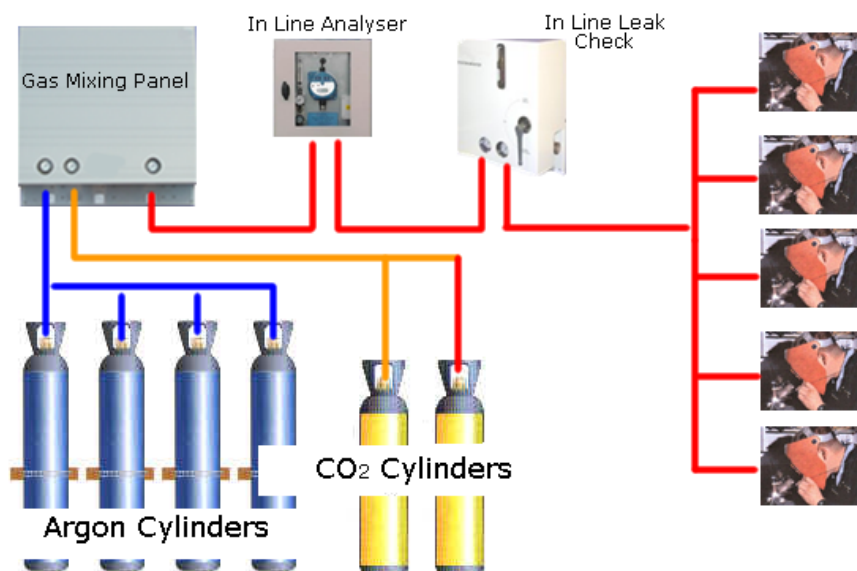 Gas Mixing Panel
In Line Analyser
In Line Leak
Check
Argon Cylinders
CO₂ Cylinders